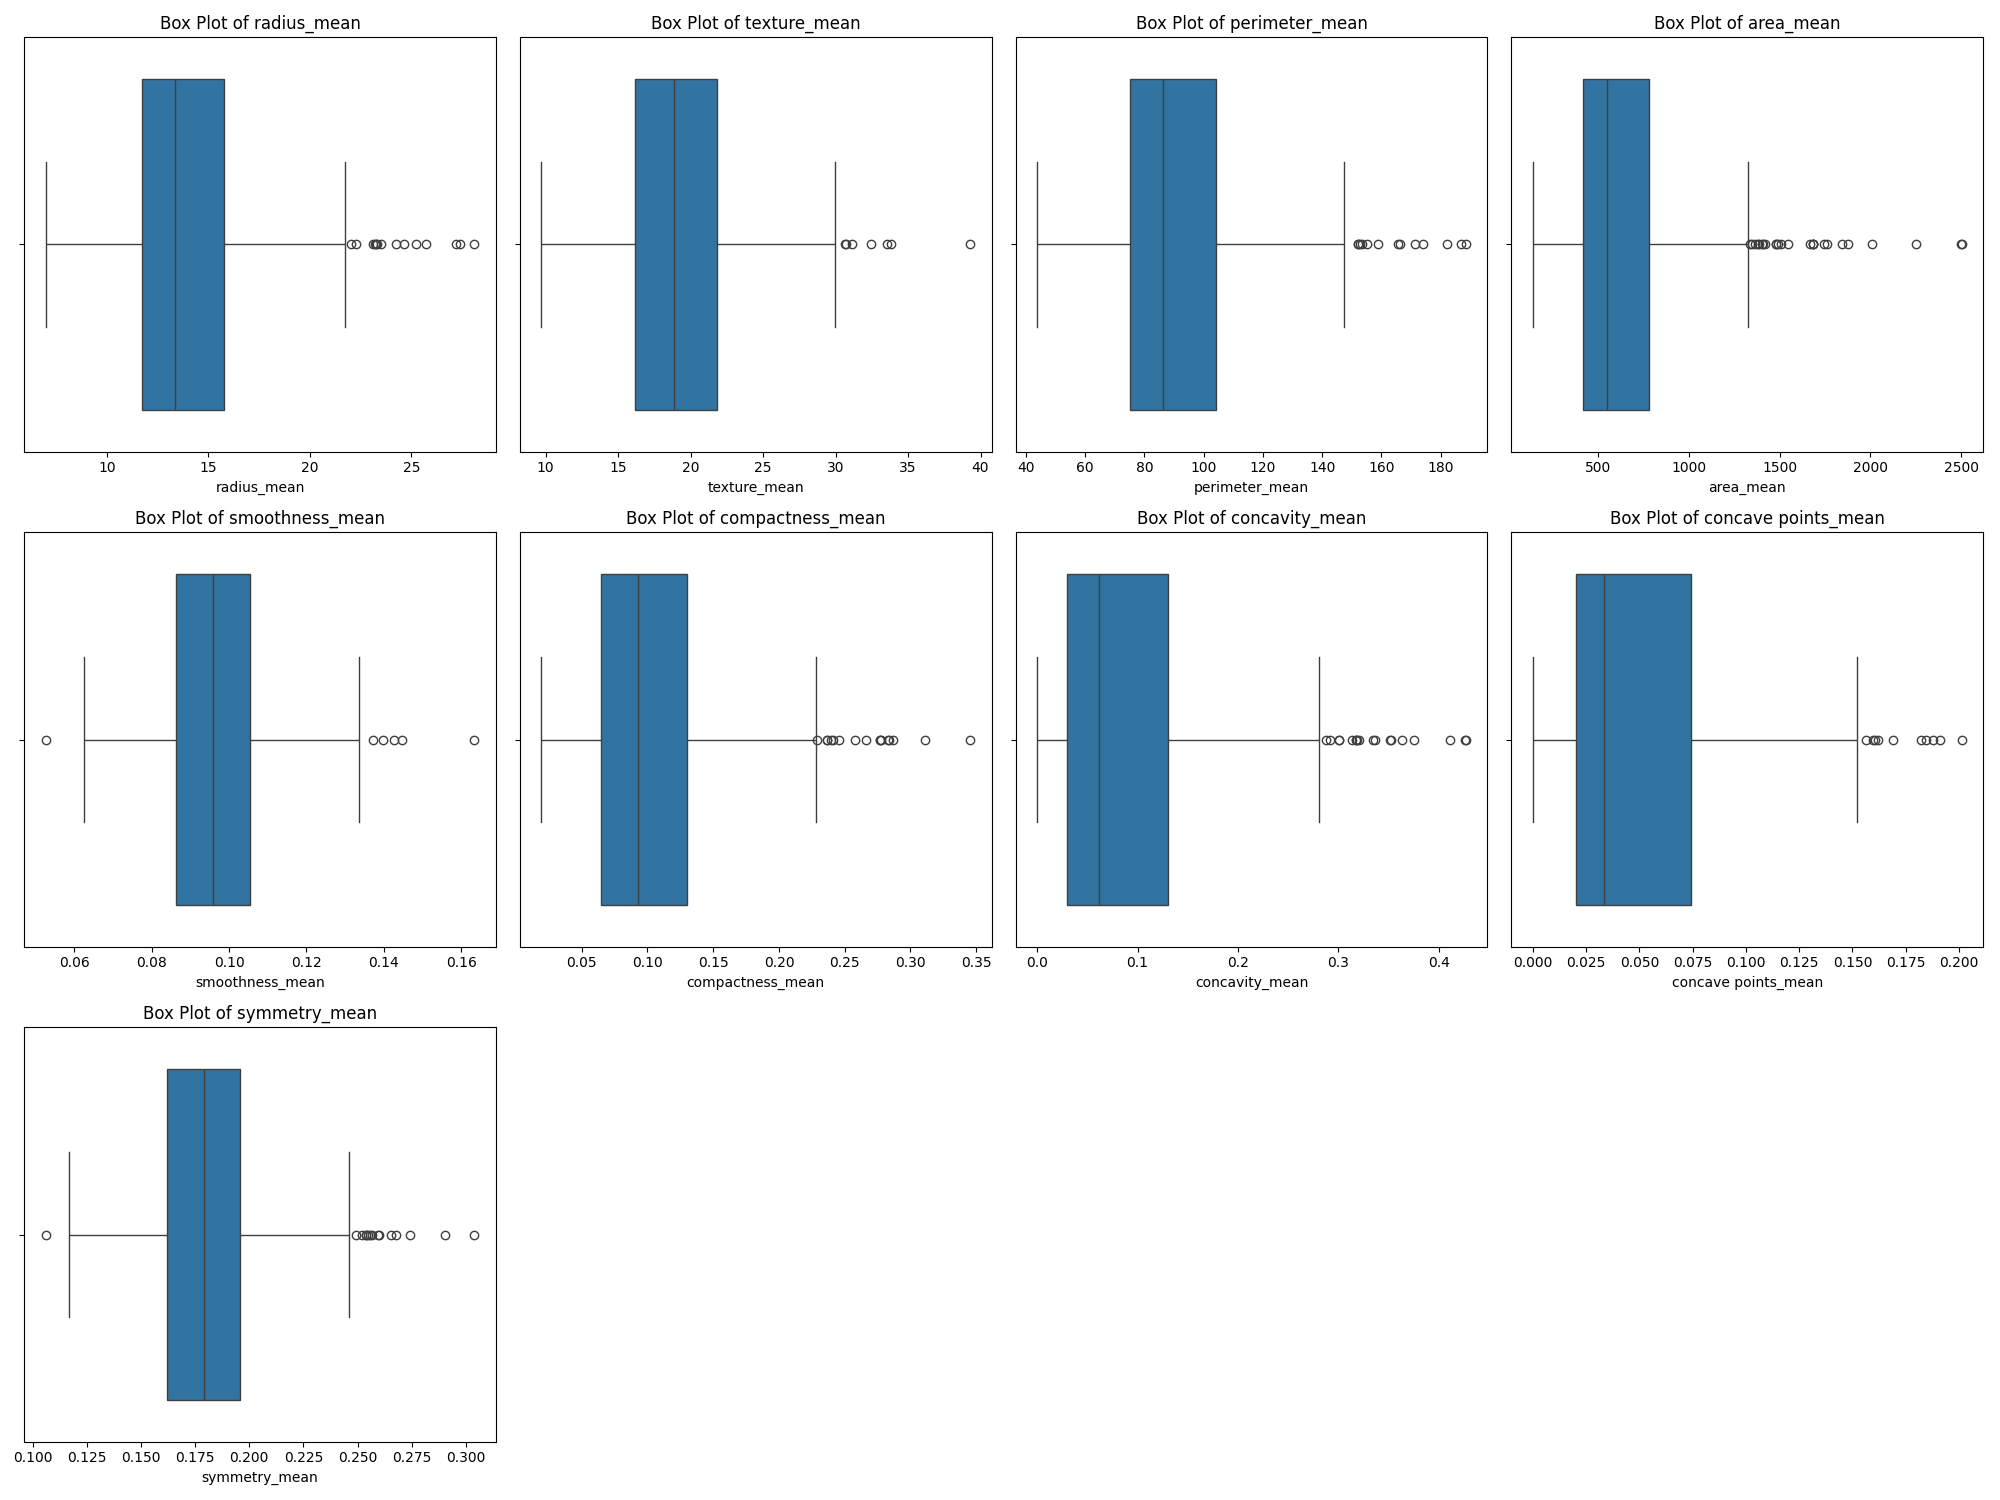 Box Plot of radius_mean
Box Plot of texture_mean
Box Plot of perimeter_mean
Box Plot of area_mean
10 15 20 25
10 15 20 25 30 35 40
40 60 80 100 120 140 160 180
500 1000 1500 2000 2500
radius_mean
texture_mean
perimeter_mean
area_mean
Box Plot of smoothness_mean
Box Plot of compactness_mean
Box Plot of concavity_mean
Box Plot of concave points_mean
0.06 0.08 0.10 0.12 0.14 0.16
0.05 0.10 0.15 0.20 0.25 0.30 0.35
0.0 0.1 0.2 0.3 0.4
0.000 0.025 0.050 0.075 0.100 0.125 0.150 0.175 0.200
smoothness_mean
compactness_mean
concavity_mean
concave points_mean
Box Plot of symmetry_mean
0.100 0.125 0.150 0.175 0.200 0.225 0.250 0.275 0.300
symmetry_mean